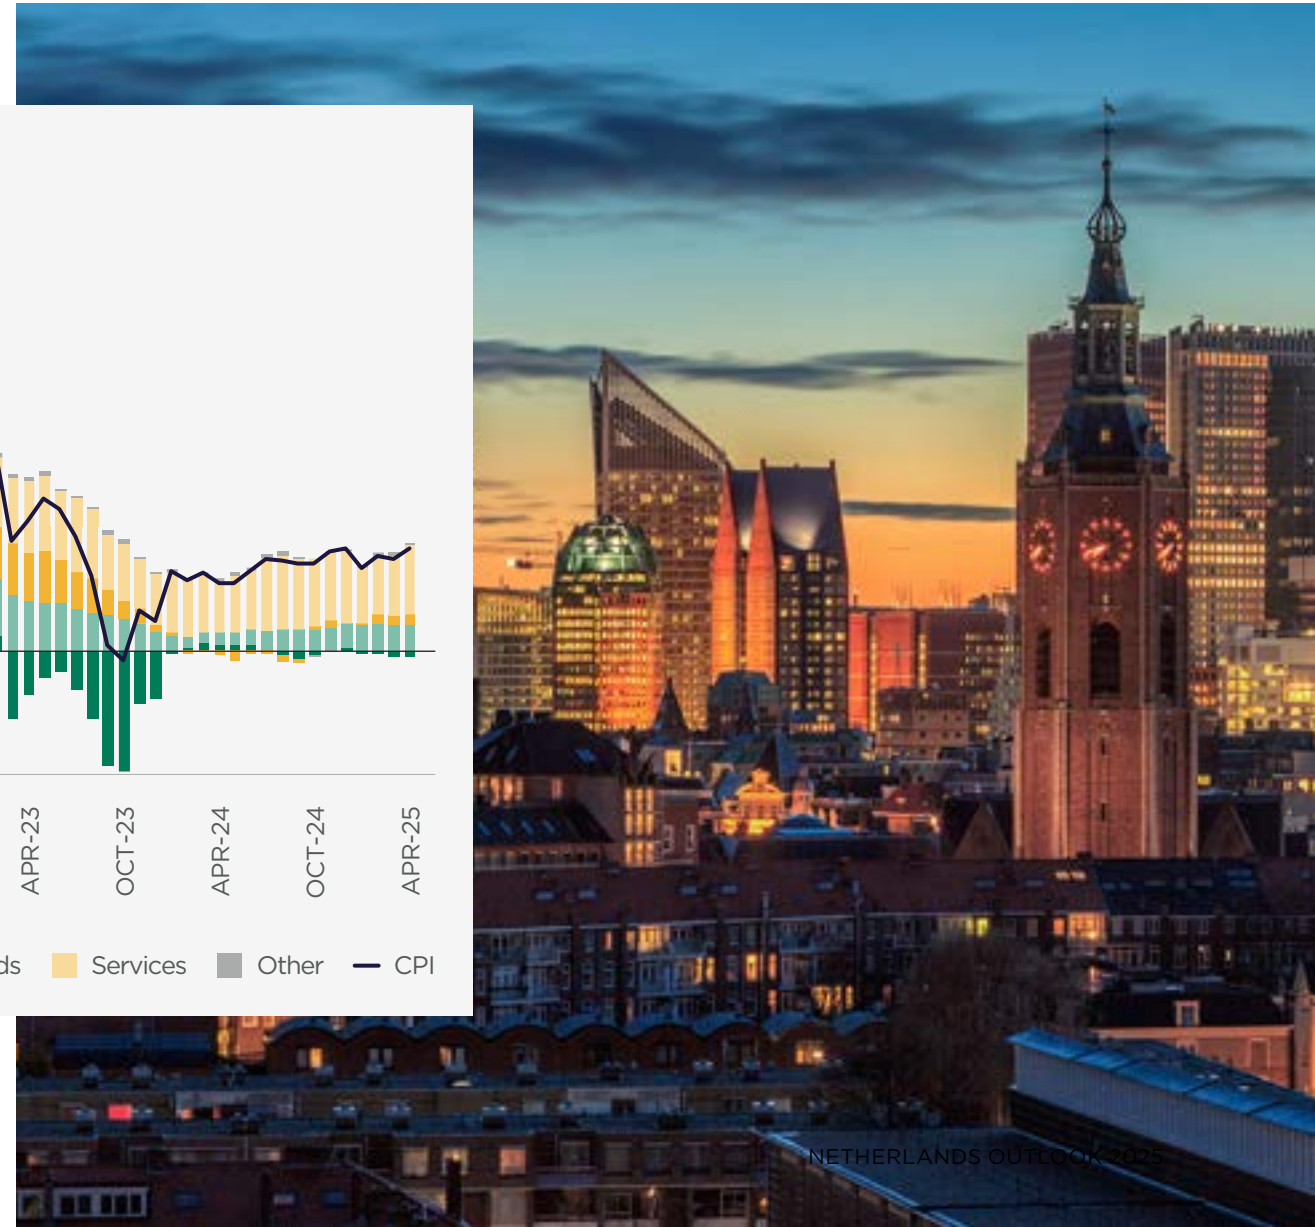 APR-23
OCT-23
APR-24
OCT-24
APR-25
ds
Services
Other
CPI
NETHERLANDS OUTLOOK 2025